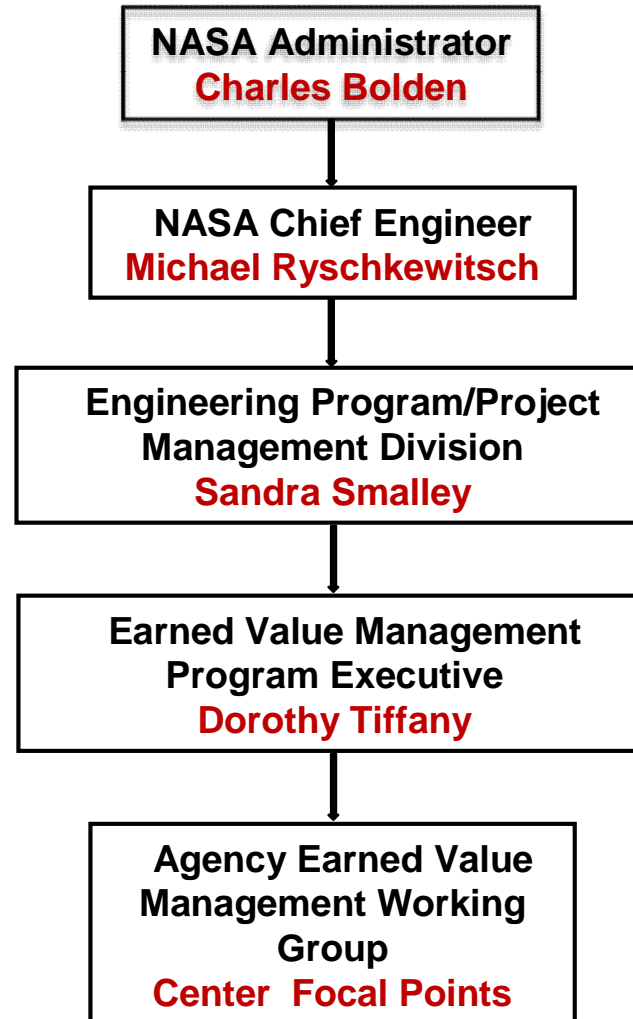 NASA Administrator
Charles Bolden
NASA Chief Engineer
Michael Ryschkewitsch
Engineering Program/Project
Management Division
Sandra Smalley
Earned Value Management
Program Executive
Dorothy Tiffany
Agency Earned Value
Management Working
Group
Center Focal Points